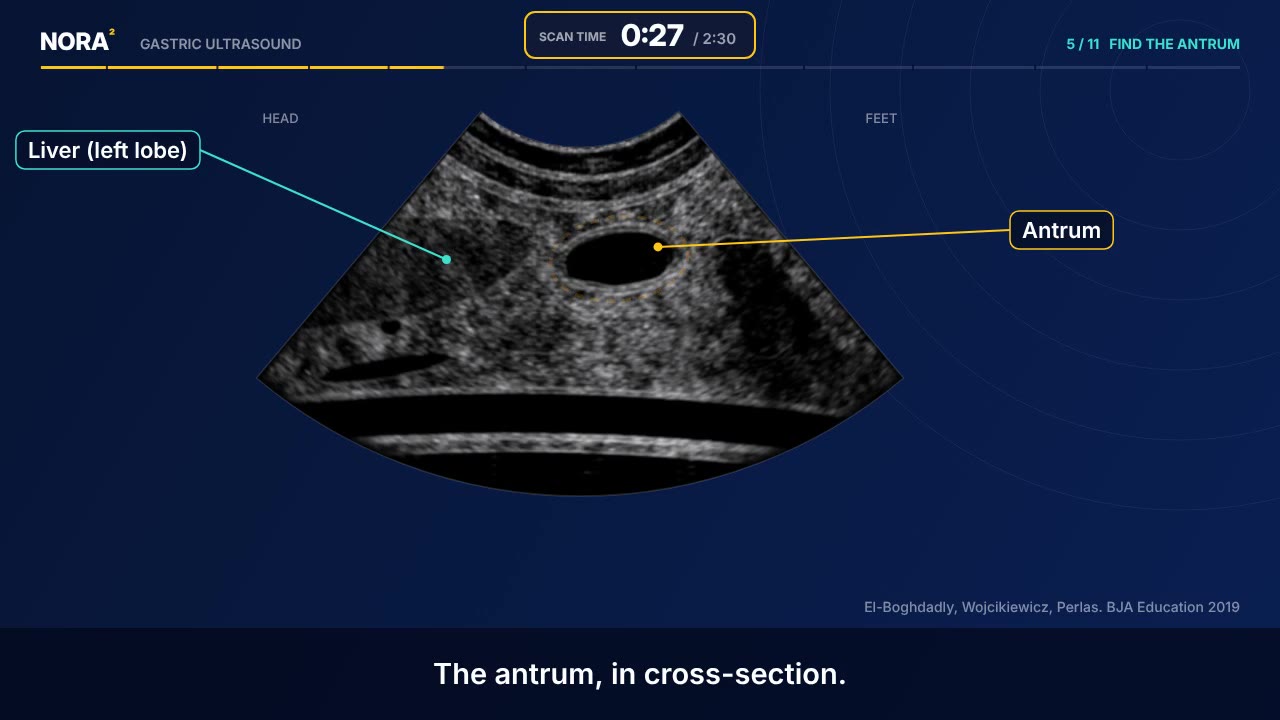 NORA²
GASTRIC ULTRASOUND
SCAN TIME 0:27 / 2:30
5 / 11 FIND THE ANTRUM
HEAD
FEET
Liver (left lobe)
Antrum
El-Boghdadly, Wojcikiewicz, Perlas. BJA Education 2019
The antrum, in cross-section.